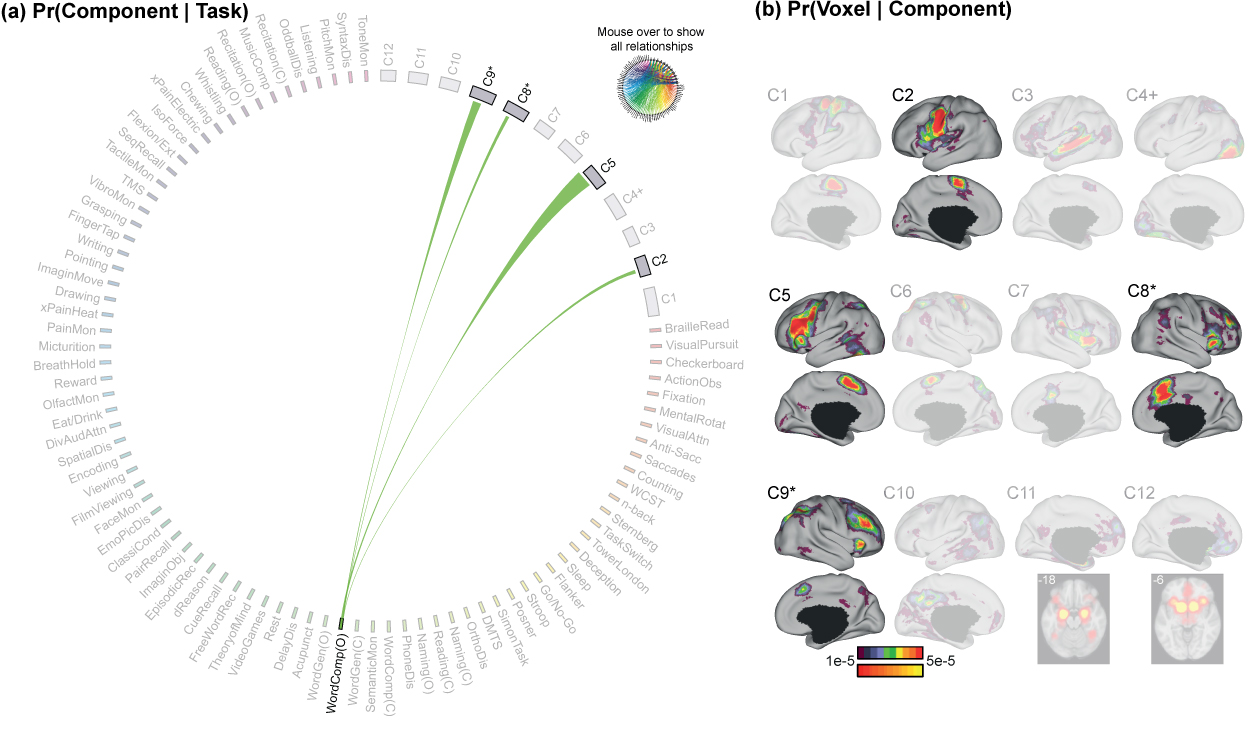 (a) Pr(Component | Task)
(b) Pr(Voxel | Component)
Mouse over to show
all relationships
C12
C11
C10
C9*
C8*
C7
C6
C5
C4+
C3
C2
C1
BrailleRead
VisualPursuit
Checkerboard
ActionObs
Fixation
MentalRotat
VisualAttn
Anti-Sacc
Saccades
Counting
WCST
n-back
Sternberg
TaskSwitch
TowerLondon
Deception
Sleep
Flanker
Go/No-Go
Stroop
Posner
SimonTask
DMTS
OrthoDis
Naming(C)
Reading(C)
Naming(O)
PhoneDis
WordComp(C)
SemanticMon
WordGen(C)
WordComp(O)
WordGen(O)
Acupunct
DelayDis
Rest
VideoGames
TheoryofMind
FreeWordRec
CueRecall
dReason
EpisodicRec
ImaginObj
PairRecall
ClassiCond
EmoPicDis
FaceMon
FilmViewing
Viewing
Encoding
SpatialDis
DivAudAttn
Eat/Drink
OlfactMon
Reward
BreathHold
Micturition
PainMon
xPainHeat
Drawing
ImaginMove
Pointing
Writing
FingerTap
Grasping
VibroMon
TMS
TactileMon
SeqRecall
Flexion/Ext
IsoForce
xPainElectric
Chewing
Whistling
Reading(O)
Recitation(O)
MusicComp
Recitation(C)
OddballDis
Listening
PitchMon
SyntaxDis
ToneMon
C1
C2
C3
C4+
C5
C6
C7
C8*
C9*
C10
C11
C12
-18
-6
1e-5
5e-5